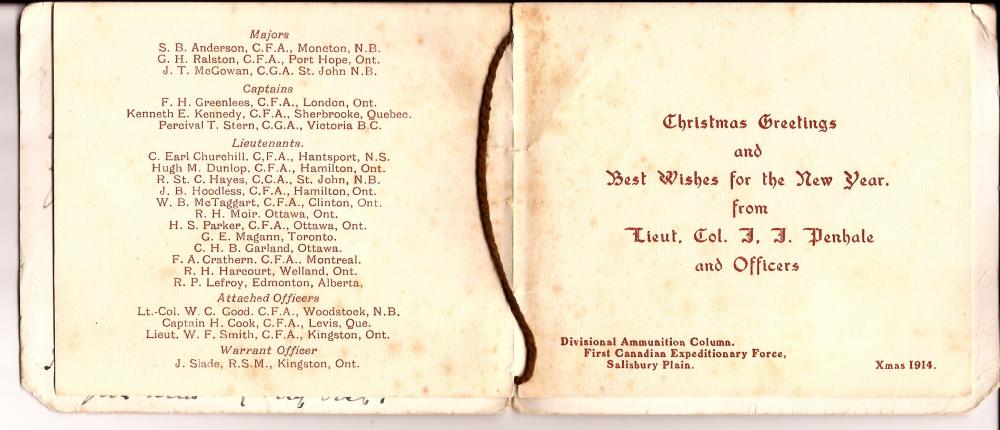 Majors
S. B. Anderson, C.F.A., Moncton, N.B.
G. H. Ralston, C.F.A., Port Hope, Ont.
J. T. McGowan, C.G.A. St. John N.B.
Captains
F. H. Greenlees, C.F.A., London, Ont.
Kenneth E. Kennedy, C.F.A., Sherbrooke, Quebec.
Percival T. Stern, C.G.A., Victoria B.C.
Lieutenants.
C. Earl Churchill, C,F.A., Hantsport, N.S.
Hugh M. Dunlop, C.F.A., Hamilton, Ont.
R. St. C. Hayes, C.C.A., St. John, N.B.
J. B. Hoodless, C.F.A., Hamilton, Ont.
W. B. McTaggart, C.F.A., Clinton, Ont.
R. H. Moir. Ottawa, Ont.
H. S. Parker, C.F.A., Ottawa, Ont.
G. E. Magann, Toronto.
C. H. B. Garland, Ottawa.
F. A. Crathern, C.F.A.. Montreal.
R. H. Harcourt, Welland, Ont.
R. P. Lefroy, Edmonton, Alberta,
Attached Officers
Lt.-Col. W. C. Good. C.F.A., Woodstock, N.B.
Captain H. Cook, C.F.A., Levis, Que.
Lieut. W. F. Smith, C.F.A., Kingston, Ont.
Warrant Officer
J. Slade, R.S.M., Kingston, Ont.
Christmas Greetings
and
Best Wishes for the New Year.
from
Lieut, Col. J, J. Penhale
and Officers
Divisional Ammunition Column.
First Canadian Expeditionary Force,
Salisbury Plain.
Xmas 1914.